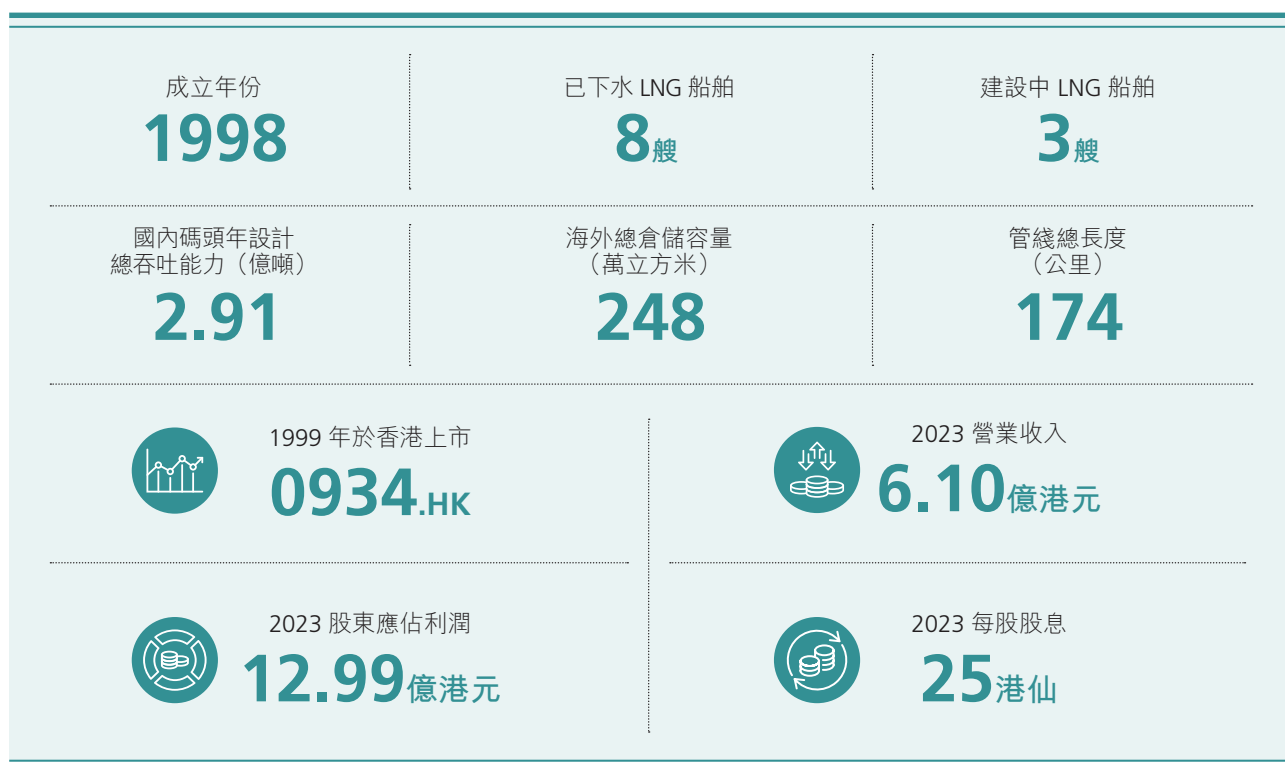 成立年份
1998
已下水 LNG 船舶
8艘
建設中 LNG 船舶
3艘
國內碼頭年設計
總吞吐能力（億噸）
2.91
海外總倉儲容量
（萬立方米）
248
管綫總長度
（公里）
174
1999 年於香港上市
0934.HK
2023 營業收入
6.10億港元
2023 股東應佔利潤
12.99億港元
2023 每股股息
25港仙